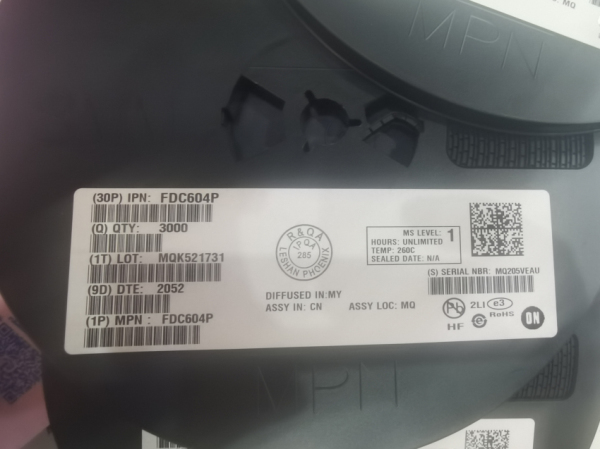 MQ
MPN
(30P) IPN: FDC604P
(Q) QTY: 3000
(1T) LOT: MQK521731
(9D) DTE: 2052
(1P) MPN : FDC604P
R & Q.A
I.P.Q.A
285
LESHAN PHOENIX
DIFFUSED IN:MY
ASSY IN: CN ASSY LOC: MQ
MS LEVEL: 1
HOURS: UNLIMITED
TEMP: 260C
SEALED DATE: N/A
(S) SERIAL NBR: MQ205VEAU
Pb 2LI e3
HF RoHS ON
MPN